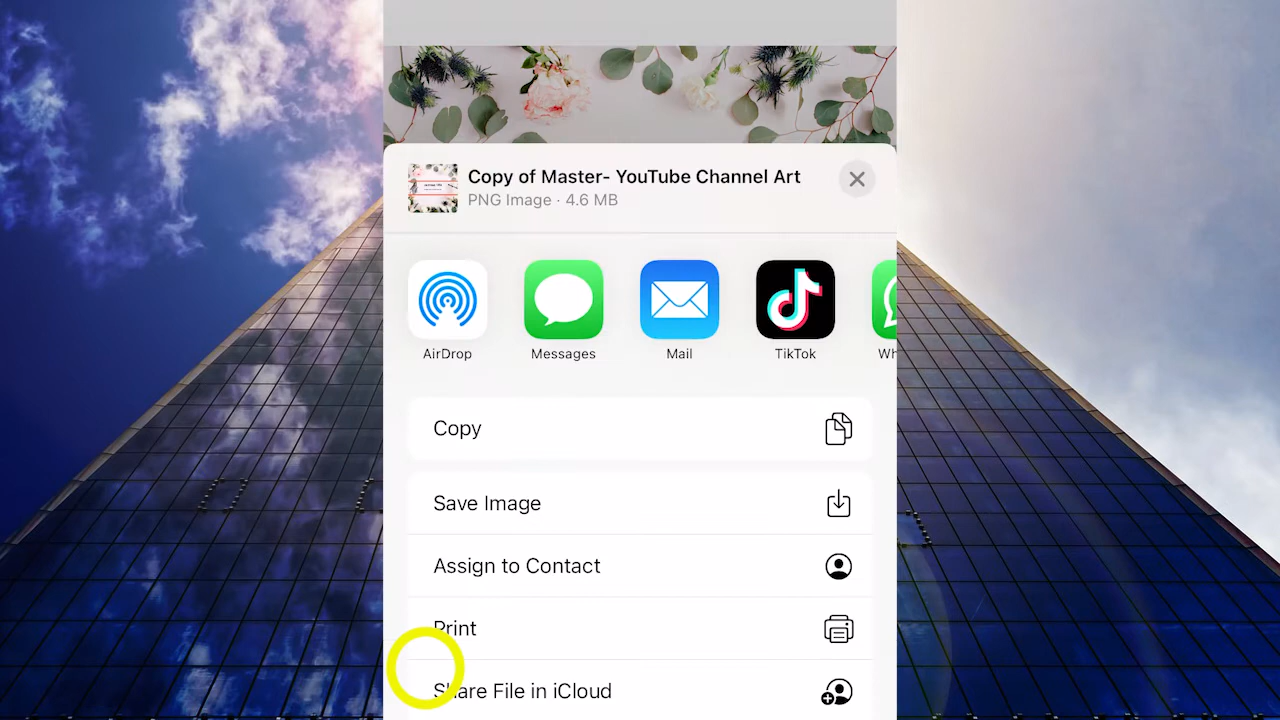 Copy of Master- YouTube Channel Art
PNG Image · 4.6 MB
AirDrop
Messages
Mail
TikTok
Wh
Copy
Save Image
Assign to Contact
Print
Share File in iCloud